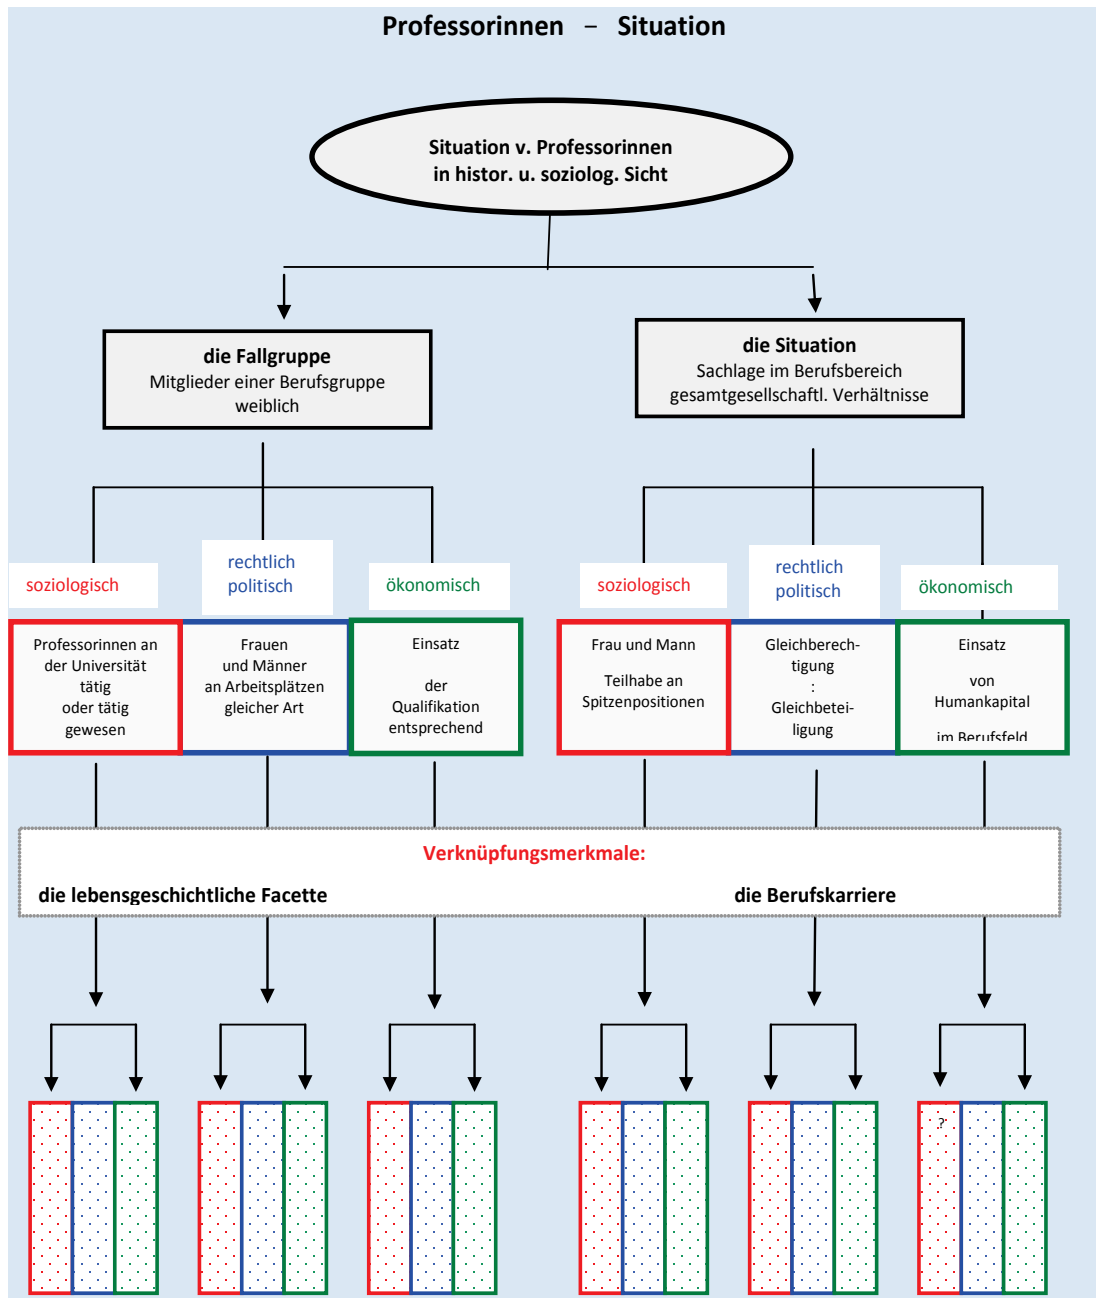 Professorinnen – Situation
Situation v. Professorinnen
in histor. u. soziolog. Sicht
die Fallgruppe
Mitglieder einer Berufsgruppe
weiblich
die Situation
Sachlage im Berufsbereich
gesamtgesellschaftl. Verhältnisse
soziologisch
rechtlich
politisch
ökonomisch
soziologisch
rechtlich
politisch
ökonomisch
Professorinnen an
der Universität
tätig
oder tätig
gewesen
Frauen
und Männer
an Arbeitsplätzen
gleicher Art
Einsatz
der
Qualifikation
entsprechend
Frau und Mann
Teilhabe an
Spitzenpositionen
Gleichberech-
tigung
:
Gleichbetei-
ligung
Einsatz
von
Humankapital
im Berufsfeld
Verknüpfungsmerkmale:
die lebensgeschichtliche Facette
die Berufskarriere
?